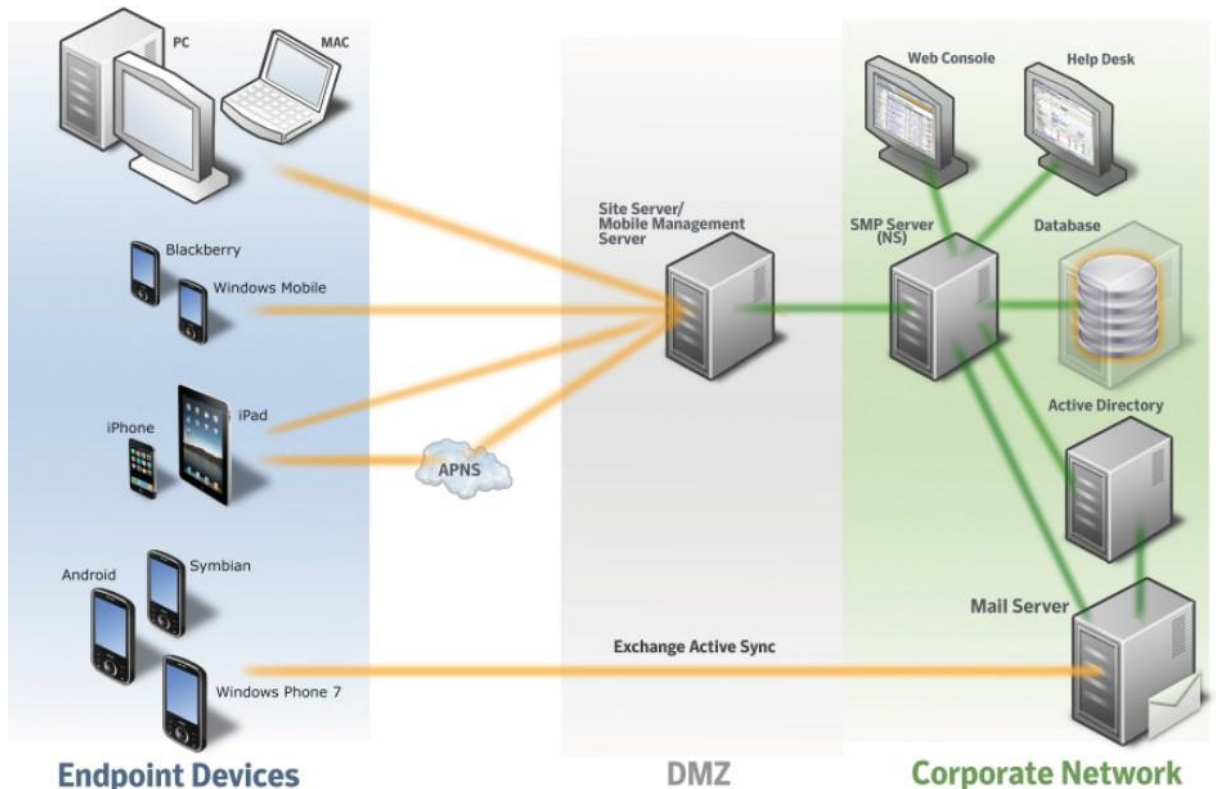 PC
MAC
Blackberry
Windows Mobile
iPad
iPhone
APNS
Android
Symbian
Windows Phone 7
Endpoint Devices
Site Server/
Mobile Management
Server
Exchange Active Sync
DMZ
Web Console
Help Desk
SMP Server
(NS)
Database
Active Directory
Mail Server
Corporate Network